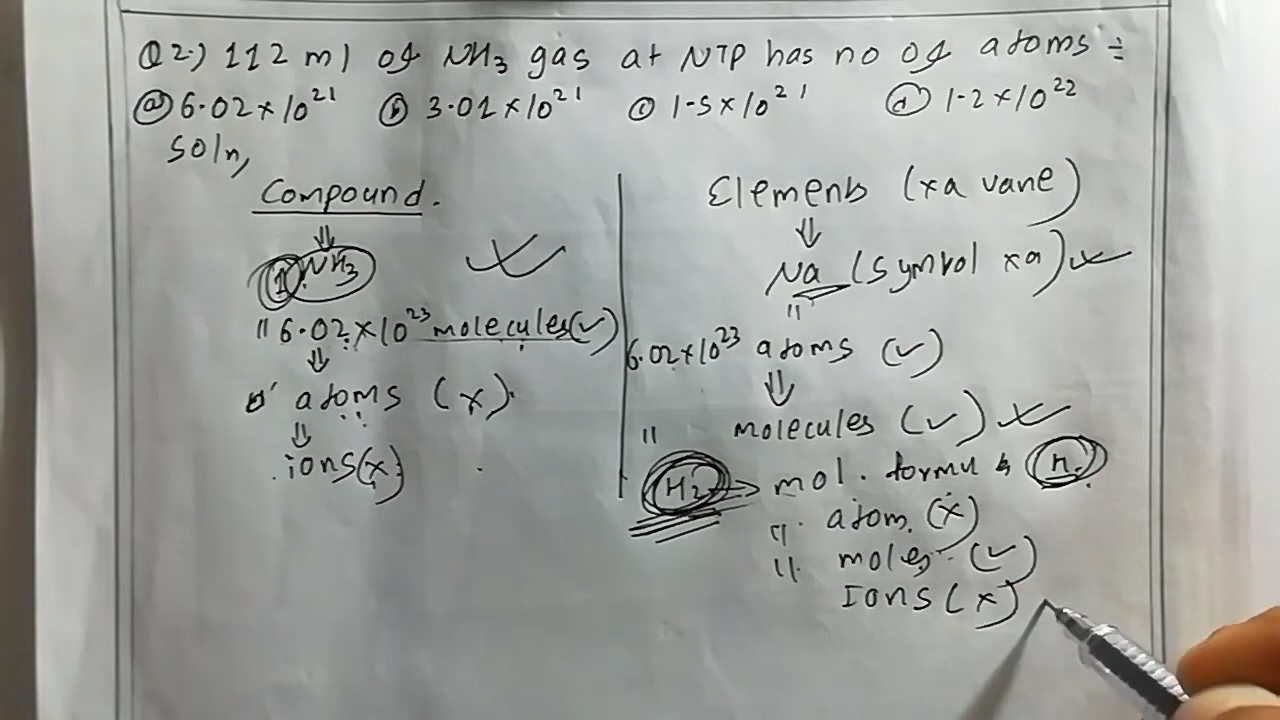 Q2.) 112 ml of NH3 gas at NTP has no of atoms ÷
(a) 6.02×10^21 (b) 3.01×10^21 (c) 1.5×10^21 (d) 1.2×10^22
soln,
Compound.
⇓
1 NH3
" 6.02×10^23 molecules(✓)
⇓
atoms (x).
⇓
ions(x)
Elements (xa vane)
⇓
Na (symbol xa)
"
6.02×10^23 atoms (✓)
⇓
" molecules (✓)
H2 → mol. formula
" atom. (x)
" moles (✓)
Ions (x)